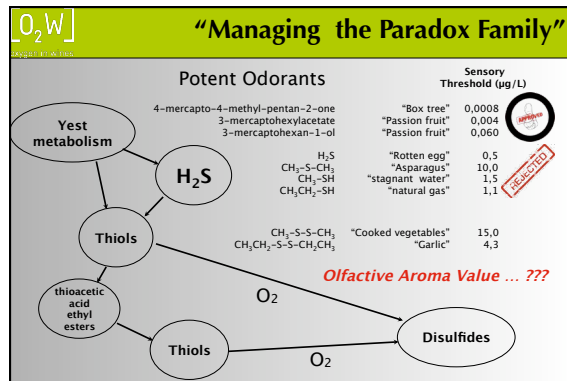 [O₂W]
oxygen in wines
"Managing the Paradox Family"
Potent Odorants
Sensory
Threshold (µg/L)
4-mercapto-4-methyl-pentan-2-one "Box tree" 0,0008
3-mercaptohexylacetate "Passion fruit" 0,004
3-mercaptohexan-1-ol "Passion fruit" 0,060
APPROVED
H₂S "Rotten egg" 0,5
CH₃-S-CH₃ "Asparagus" 10,0
CH₃-SH "stagnant water" 1,5
CH₃CH₂-SH "natural gas" 1,1
REJECTED
CH₃-S-S-CH₃ "Cooked vegetables" 15,0
CH₃CH₂-S-S-CH₂CH₃ "Garlic" 4,3
Olfactive Aroma Value ... ???
Yest
metabolism
H₂S
Thiols
O₂
thioacetic
acid
ethyl
esters
Thiols
O₂
Disulfides